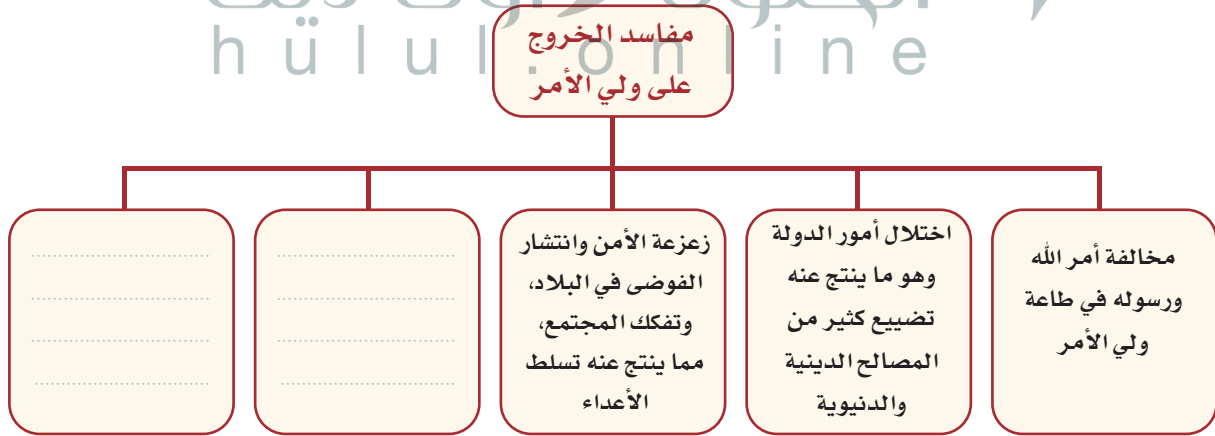 hülul.online
مفاسد الخروج
على ولي الأمر
مخالفة أمر الله
ورسوله في طاعة
ولي الأمر
اختلال أمور الدولة
وهو ما ينتج عنه
تضييع كثير من
المصالح الدينية
والدنيوية
زعزعة الأمن وانتشار
الفوضى في البلاد،
وتفكك المجتمع،
مما ينتج عنه تسلط
الأعداء